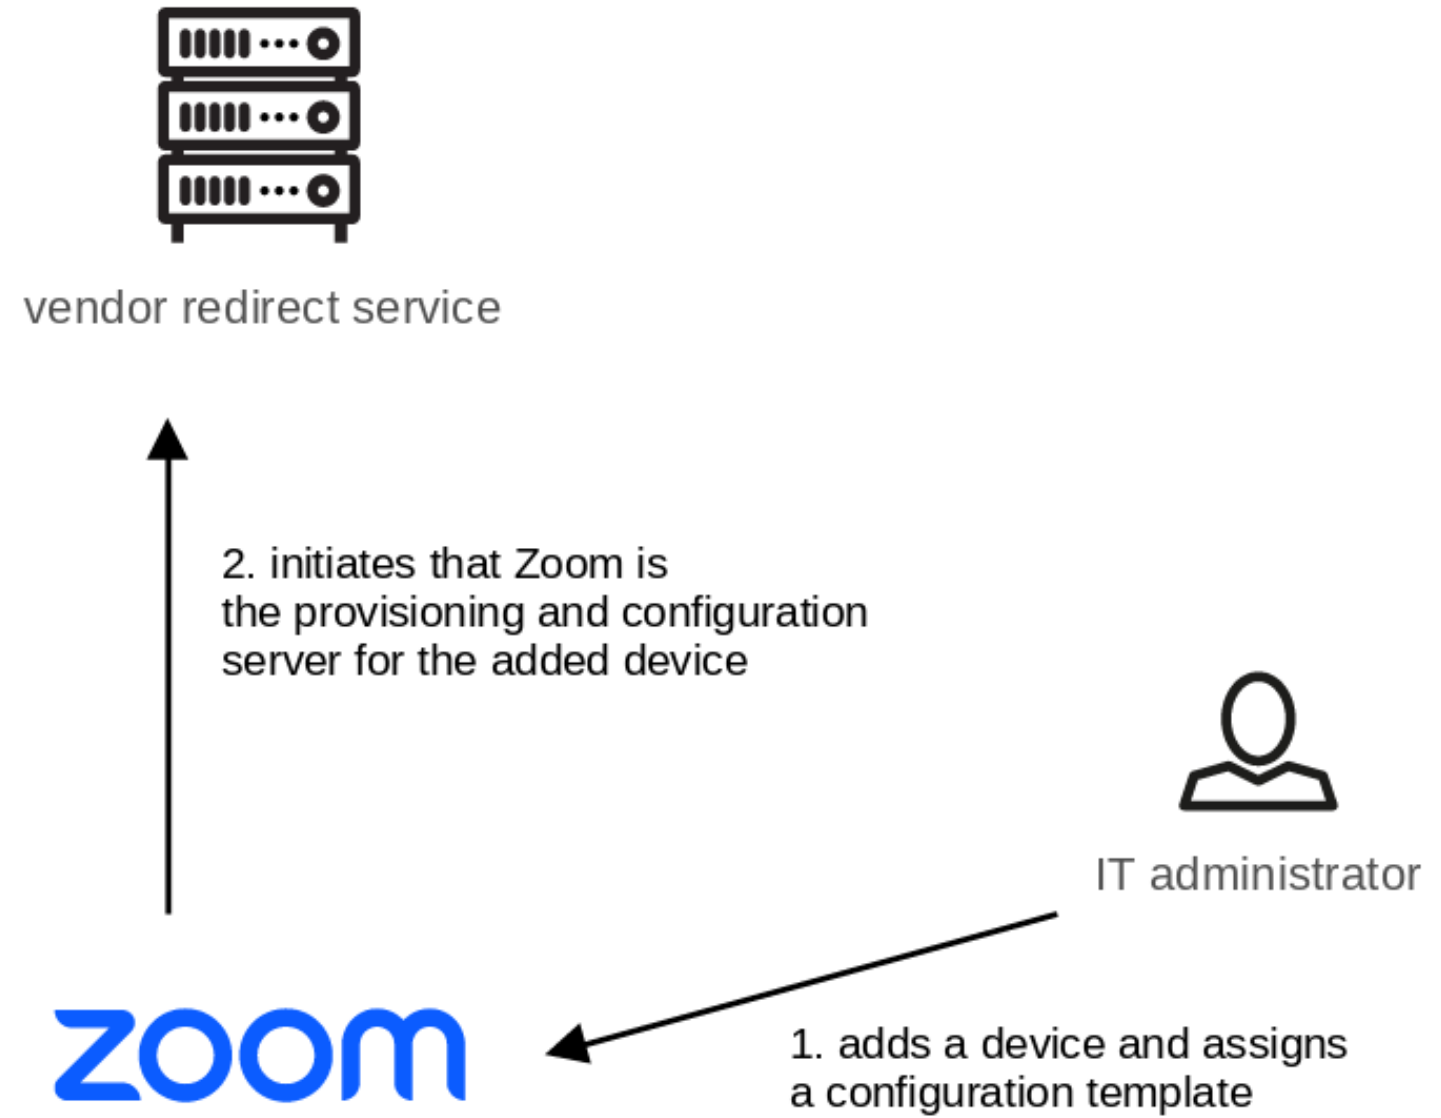 vendor redirect service
2. initiates that Zoom is
the provisioning and configuration
server for the added device
IT administrator
zoom
1. adds a device and assigns
a configuration template